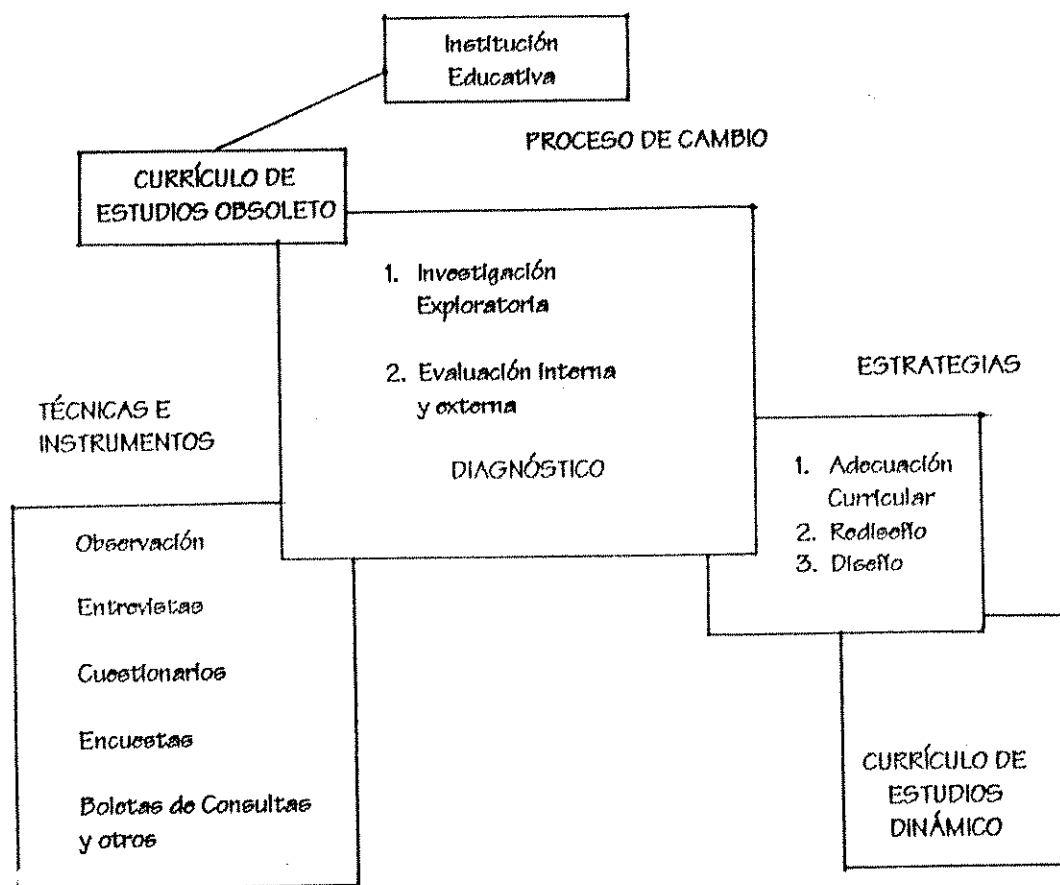 Institución
Educativa
PROCESO DE CAMBIO
CURRÍCULO DE
ESTUDIOS OBSOLETO
1. Investigación
Exploratoria
2. Evaluación interna
y externa
DIAGNÓSTICO
TÉCNICAS E
INSTRUMENTOS
Observación
Entrevistas
Cuestionarios
Encuestas
Boletas de Consultas
y otros
ESTRATEGIAS
1. Adecuación
Curricular
2. Rediseño
3. Diseño
CURRÍCULO DE
ESTUDIOS
DINÁMICO